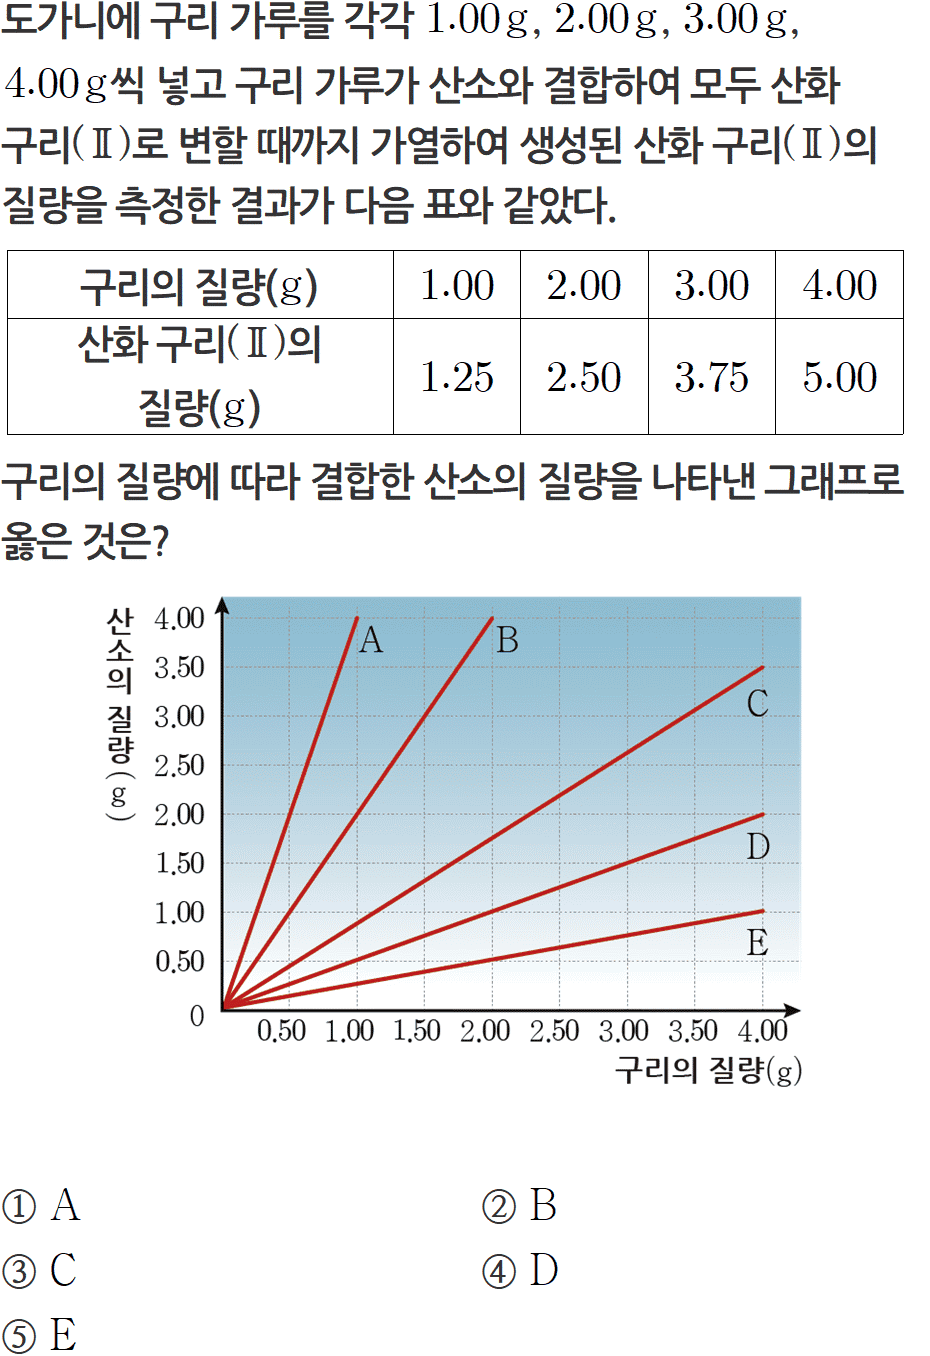 도가니에 구리 가루를 각각 1.00 g, 2.00 g, 3.00 g,
4.00 g씩 넣고 구리 가루가 산소와 결합하여 모두 산화
구리(Ⅱ)로 변할 때까지 가열하여 생성된 산화 구리(Ⅱ)의
질량을 측정한 결과가 다음 표와 같았다.
구리의 질량(g) 1.00 2.00 3.00 4.00
산화 구리(Ⅱ)의
질량(g) 1.25 2.50 3.75 5.00
구리의 질량에 따라 결합한 산소의 질량을 나타낸 그래프로
옳은 것은?
산소의 질량(g)
4.00
3.50
3.00
2.50
2.00
1.50
1.00
0.50
0
A
B
C
D
E
0.50 1.00 1.50 2.00 2.50 3.00 3.50 4.00
구리의 질량(g)
① A ② B
③ C ④ D
⑤ E